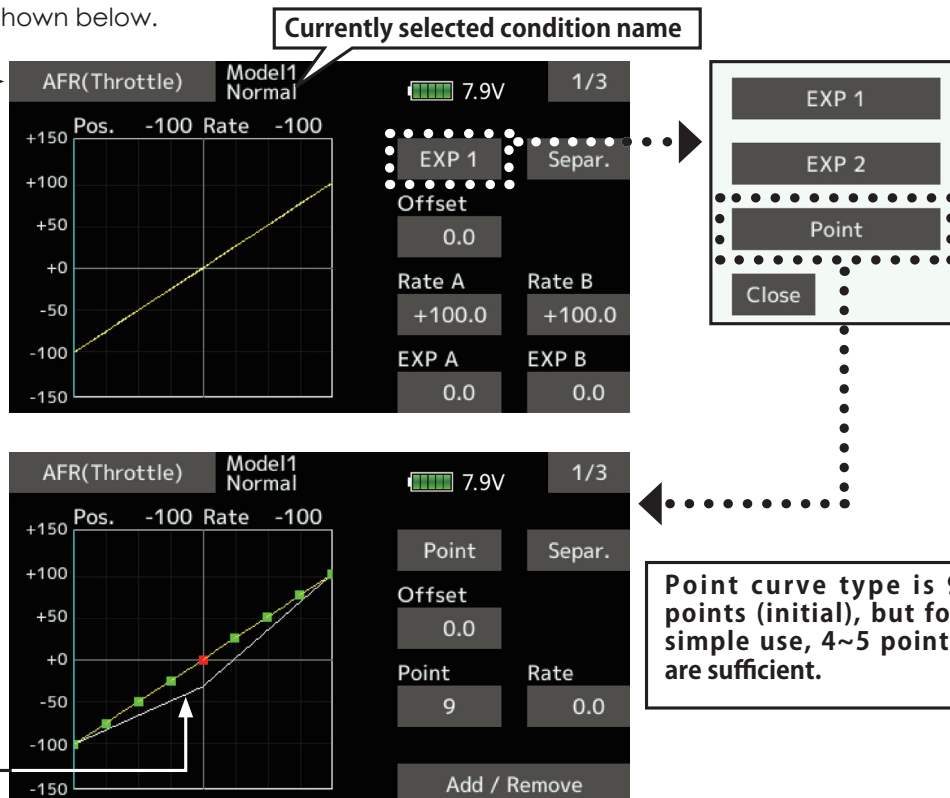 hown below.
Currently selected condition name
AFR(Throttle)
Model1
Normal
7.9V
1/3
Pos. -100 Rate -100
+150
+100
+50
+0
-50
-100
-150
EXP 1
Separ.
Offset
0.0
Rate A
Rate B
+100.0
+100.0
EXP A
EXP B
0.0
0.0
EXP 1
EXP 2
Point
Close
AFR(Throttle)
Model1
Normal
7.9V
1/3
Pos. -100 Rate -100
+150
+100
+50
+0
-50
-100
-150
Point
Separ.
Offset
0.0
Point
Rate
9
0.0
Add / Remove
Point curve type is 9
points (initial), but fo
simple use, 4~5 point
are sufficient.